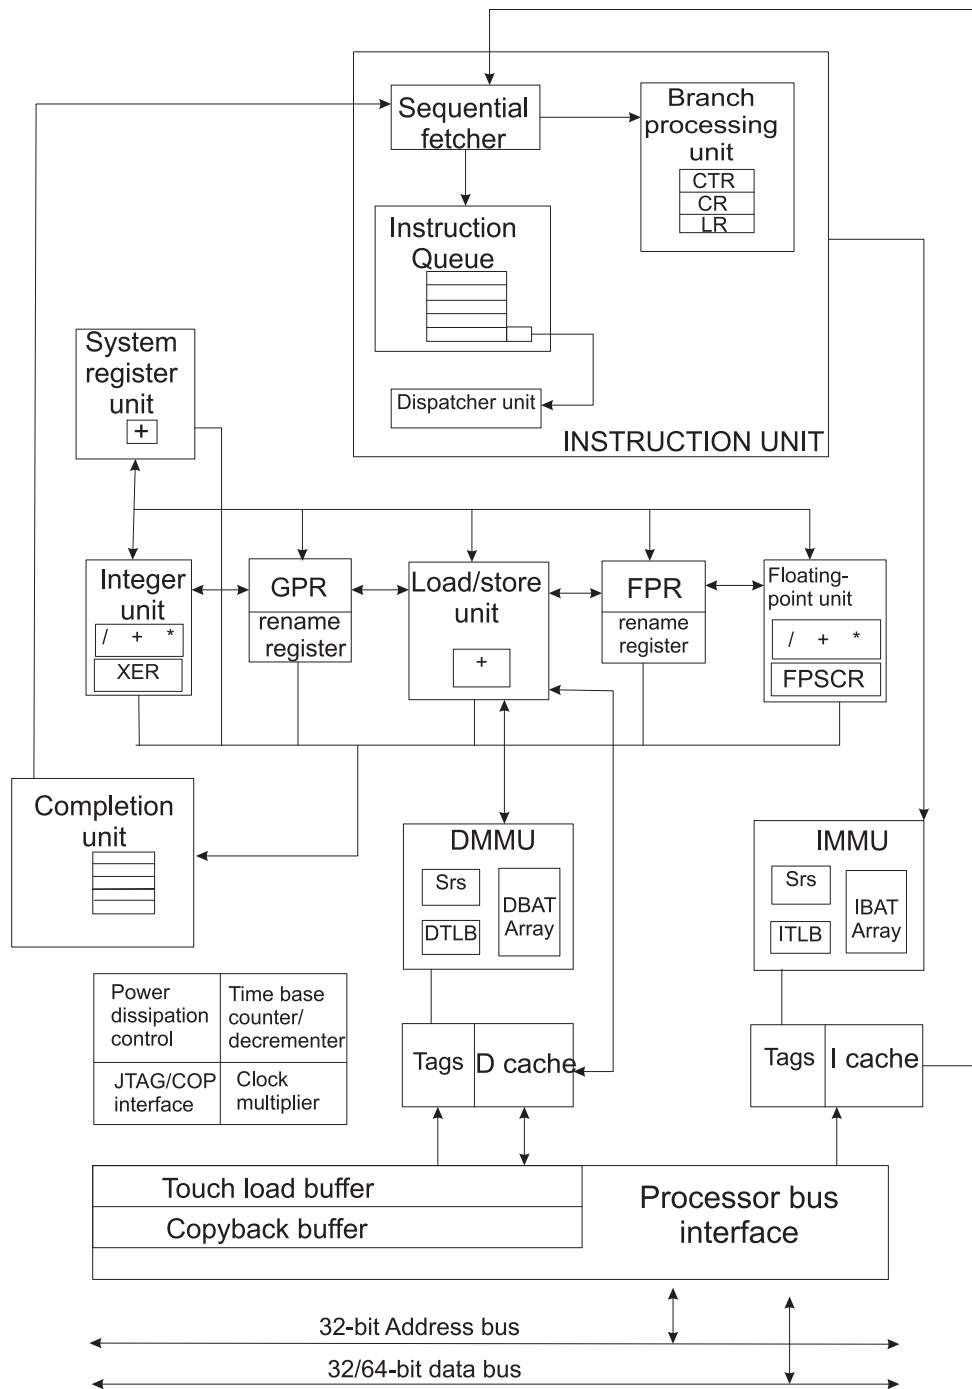 Sequential
fetcher
Branch
processing
unit
CTR
CR
LR
Instruction
Queue
Dispatcher unit
INSTRUCTION UNIT
System
register
unit
+
Integer
unit
/ + *
XER
GPR
rename
register
Load/store
unit
+
FPR
rename
register
Floating-
point unit
/ + *
FPSCR
Completion
unit
DMMU
Srs
DTLB
DBAT
Array
IMMU
Srs
ITLB
IBAT
Array
Power
dissipation
control
Time base
counter/
decrementer
JTAG/COP
interface
Clock
multiplier
Tags
D cache
Tags
I cache
Touch load buffer
Copyback buffer
Processor bus
interface
32-bit Address bus
32/64-bit data bus